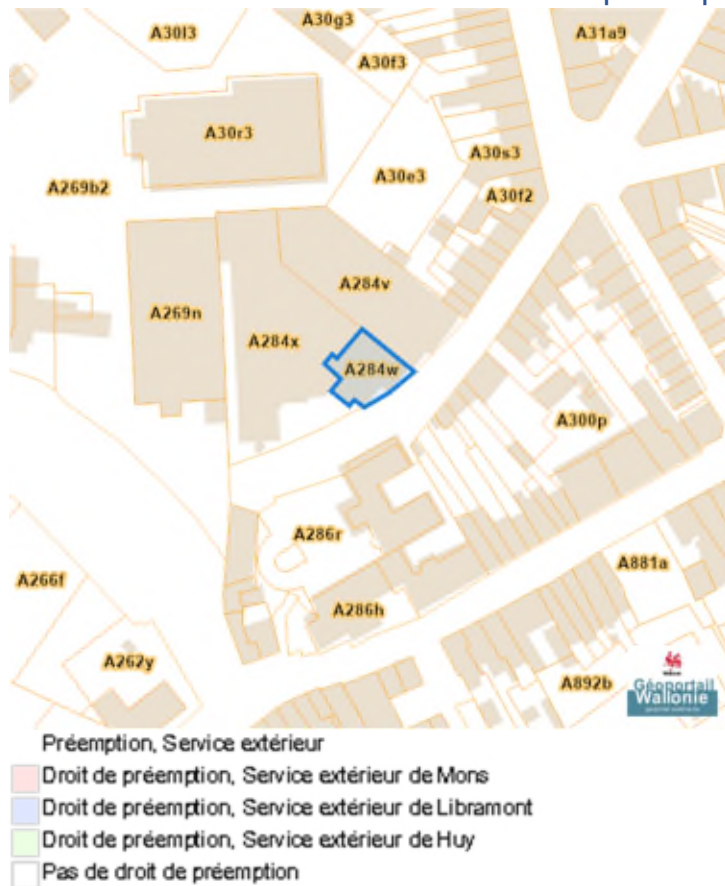 A30l3
A30g3
A31a9
A30f3
A30r3
A30s3
A30e3
A269b2
A30f2
A284v
A269n
A284x
A284w
A300p
A286r
A881a
A266f
A286h
A262y
A892b
Géoportail
Wallonie
Préemption, Service extérieur
Droit de préemption, Service extérieur de Mons
Droit de préemption, Service extérieur de Libramont
Droit de préemption, Service extérieur de Huy
Pas de droit de préemption